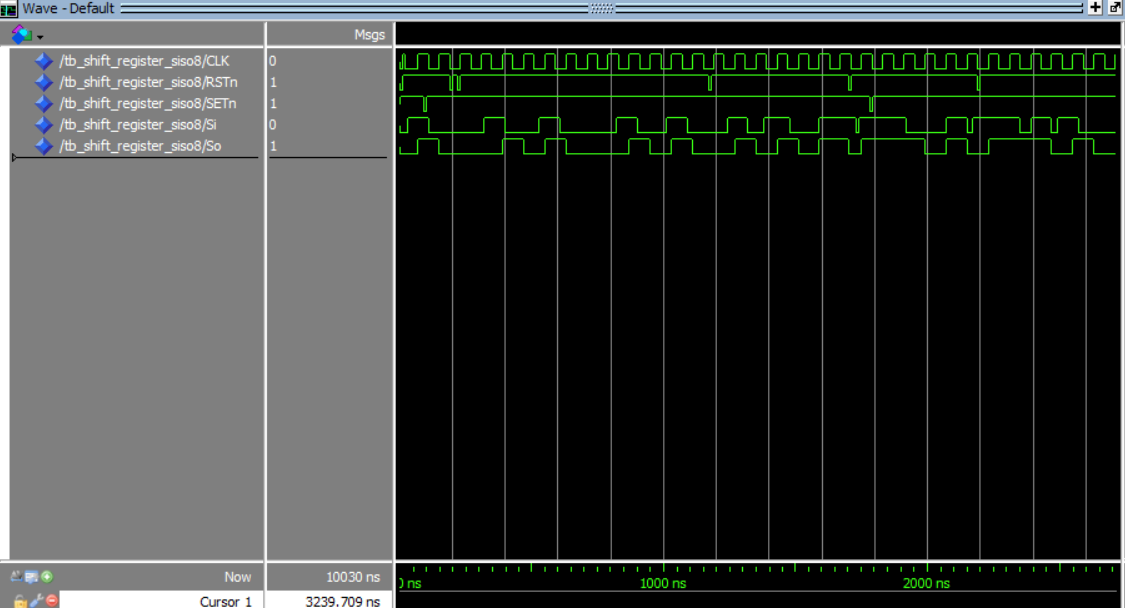 Wave - Default
Msgs
/tb_shift_register_siso8/CLK 0
/tb_shift_register_siso8/RSTn 1
/tb_shift_register_siso8/SETn 1
/tb_shift_register_siso8/Si 0
/tb_shift_register_siso8/So 1
Now 10030 ns
) ns 1000 ns 2000 ns
Cursor 1 3239.709 ns